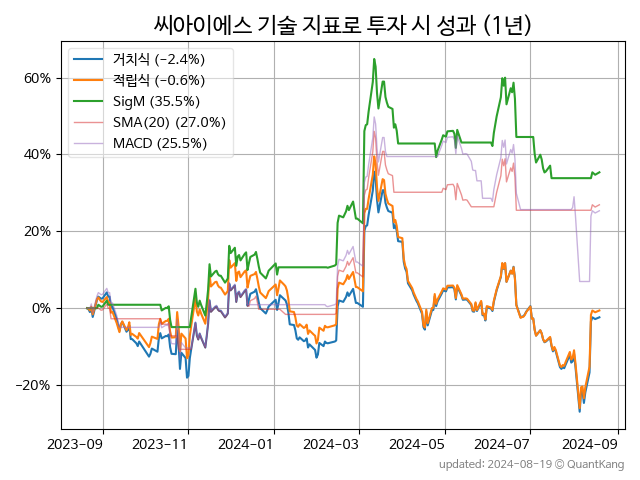 씨아이에스 기술 지표로 투자 시 성과 (1년)
거치식 (−2.4%)
적립식 (−0.6%)
SigM (35.5%)
SMA(20) (27.0%)
MACD (25.5%)
60%
40%
20%
0%
−20%
2023-09 2023-11 2024-01 2024-03 2024-05 2024-07 2024-09
updated: 2024-08-19 © QuantKang